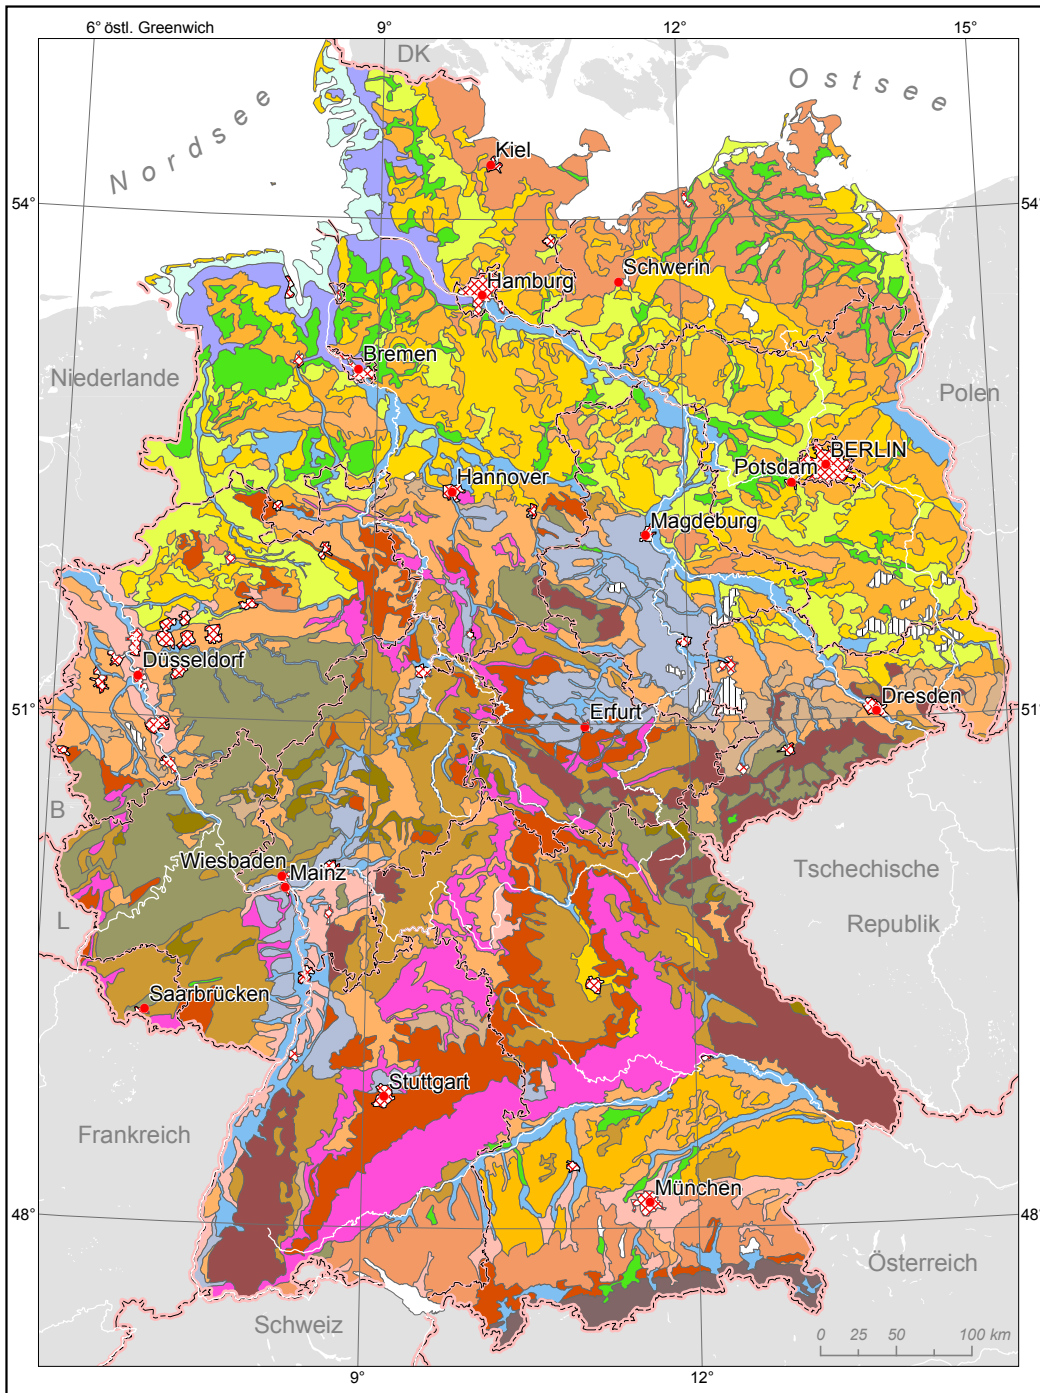 6° östl. Greenwich
9°
12°
15°
DK
Nordsee
Ostsee
Kiel
54°
54°
Schwerin
Hamburg
Bremen
Niederlande
Polen
BERLIN
Potsdam
Hannover
Magdeburg
Düsseldorf
Dresden
51°
51°
Erfurt
B
Wiesbaden
Mainz
Tschechische
Republik
L
Saarbrücken
Stuttgart
Frankreich
München
48°
48°
Österreich
Schweiz
0 25 50 100 km
9°
12°